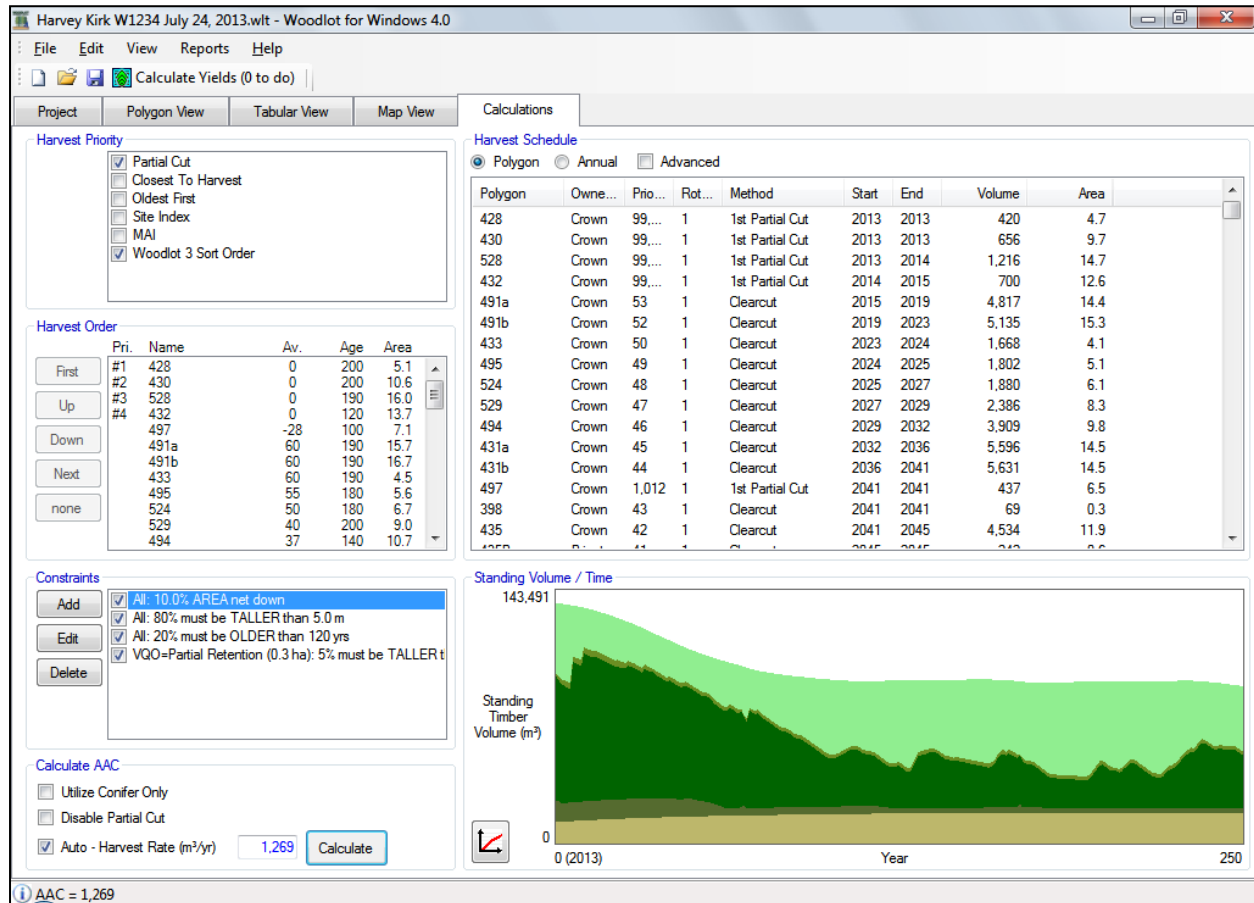 Harvey Kirk W1234 July 24, 2013.wlt - Woodlot for Windows 4.0
File Edit View Reports Help
Calculate Yields (0 to do)
Project Polygon View Tabular View Map View Calculations
Harvest Priority
Partial Cut
Closest To Harvest
Oldest First
Site Index
MAI
Woodlot 3 Sort Order
Harvest Order
Pri. Name Av. Age Area
#1 428 0 200 5.1
#2 430 0 200 10.6
#3 528 0 190 16.0
#4 432 0 120 13.7
497 -28 100 7.1
491a 60 190 15.7
491b 60 190 16.7
433 60 190 4.5
495 55 180 5.6
524 50 180 6.7
529 40 200 9.0
494 37 140 10.7
First
Up
Down
Next
none
Constraints
Add
Edit
Delete
All: 10.0% AREA net down
All: 80% must be TALLER than 5.0 m
All: 20% must be OLDER than 120 yrs
VQO=Partial Retention (0.3 ha): 5% must be TALLER t
Calculate AAC
Utilize Conifer Only
Disable Partial Cut
Auto - Harvest Rate (m³/yr) 1,269 Calculate
Harvest Schedule
Polygon Annual Advanced
Polygon Owne... Prio... Rot... Method Start End Volume Area
428 Crown 99,... 1 1st Partial Cut 2013 2013 420 4.7
430 Crown 99,... 1 1st Partial Cut 2013 2013 656 9.7
528 Crown 99,... 1 1st Partial Cut 2013 2014 1,216 14.7
432 Crown 99,... 1 1st Partial Cut 2014 2015 700 12.6
491a Crown 53 1 Clearcut 2015 2019 4,817 14.4
491b Crown 52 1 Clearcut 2019 2023 5,135 15.3
433 Crown 50 1 Clearcut 2023 2024 1,668 4.1
495 Crown 49 1 Clearcut 2024 2025 1,802 5.1
524 Crown 48 1 Clearcut 2025 2027 1,880 6.1
529 Crown 47 1 Clearcut 2027 2029 2,386 8.3
494 Crown 46 1 Clearcut 2029 2032 3,909 9.8
431a Crown 45 1 Clearcut 2032 2036 5,596 14.5
431b Crown 44 1 Clearcut 2036 2041 5,631 14.5
497 Crown 1,012 1 1st Partial Cut 2041 2041 437 6.5
398 Crown 43 1 Clearcut 2041 2041 69 0.3
435 Crown 42 1 Clearcut 2041 2045 4,534 11.9
Standing Volume / Time
143,491
Standing
Timber
Volume (m³)
0
0 (2013) Year 250
AAC = 1,269